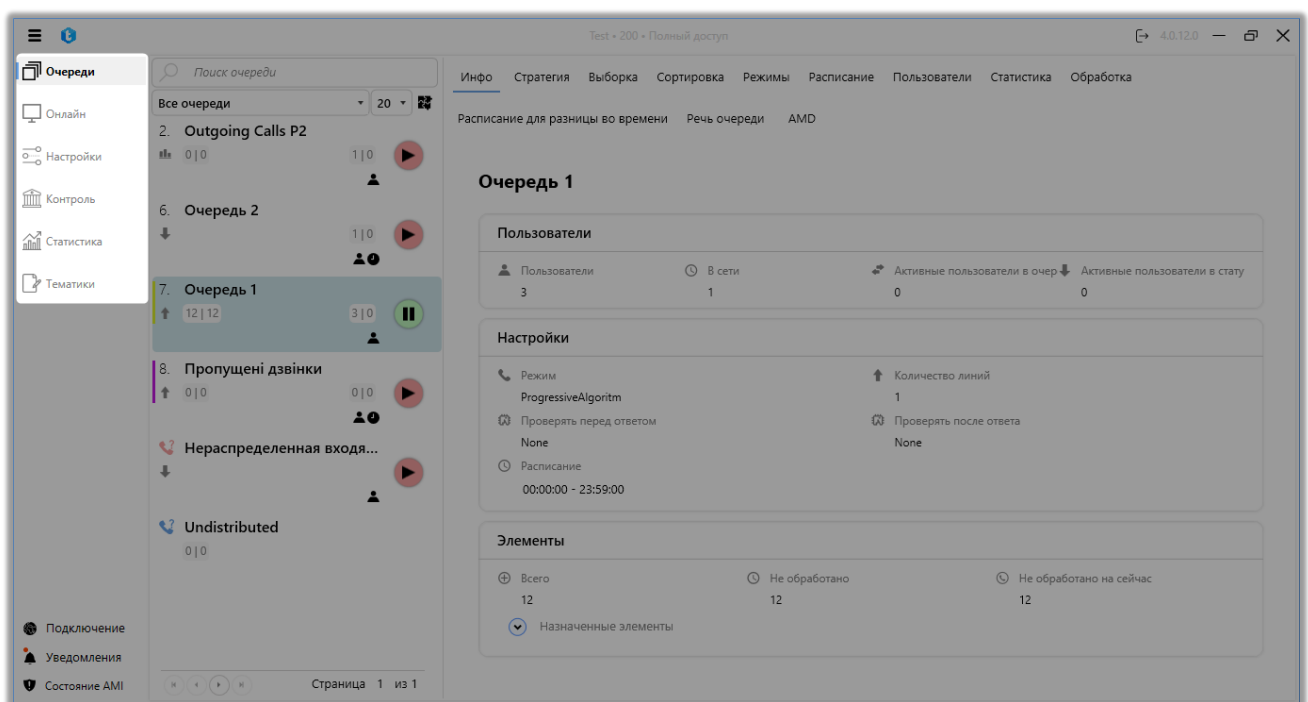 Test • 200 • Полный доступ
4.0.12.0
Очереди
Онлайн
Настройки
Контроль
Статистика
Тематики
Подключение
Уведомления
Состояние AMI
Поиск очереди
Все очереди 20
2. Outgoing Calls P2
0|0 1|0
6. Очередь 2
1|0
7. Очередь 1
12|12 3|0
8. Пропущені дзвінки
0|0 0|0
Нераспределенная входя...
Undistributed
0|0
Страница 1 из 1
Инфо Стратегия Выборка Сортировка Режимы Расписание Пользователи Статистика Обработка
Расписание для разницы во времени Речь очереди AMD
Очередь 1
Пользователи
Пользователи В сети Активные пользователи в очер Активные пользователи в стату
3 1 0 0
Настройки
Режим Количество линий
ProgressiveAlgoritm 1
Проверять перед ответом Проверять после ответа
None None
Расписание
00:00:00 - 23:59:00
Элементы
Всего Не обработано Не обработано на сейчас
12 12 12
Назначенные элементы